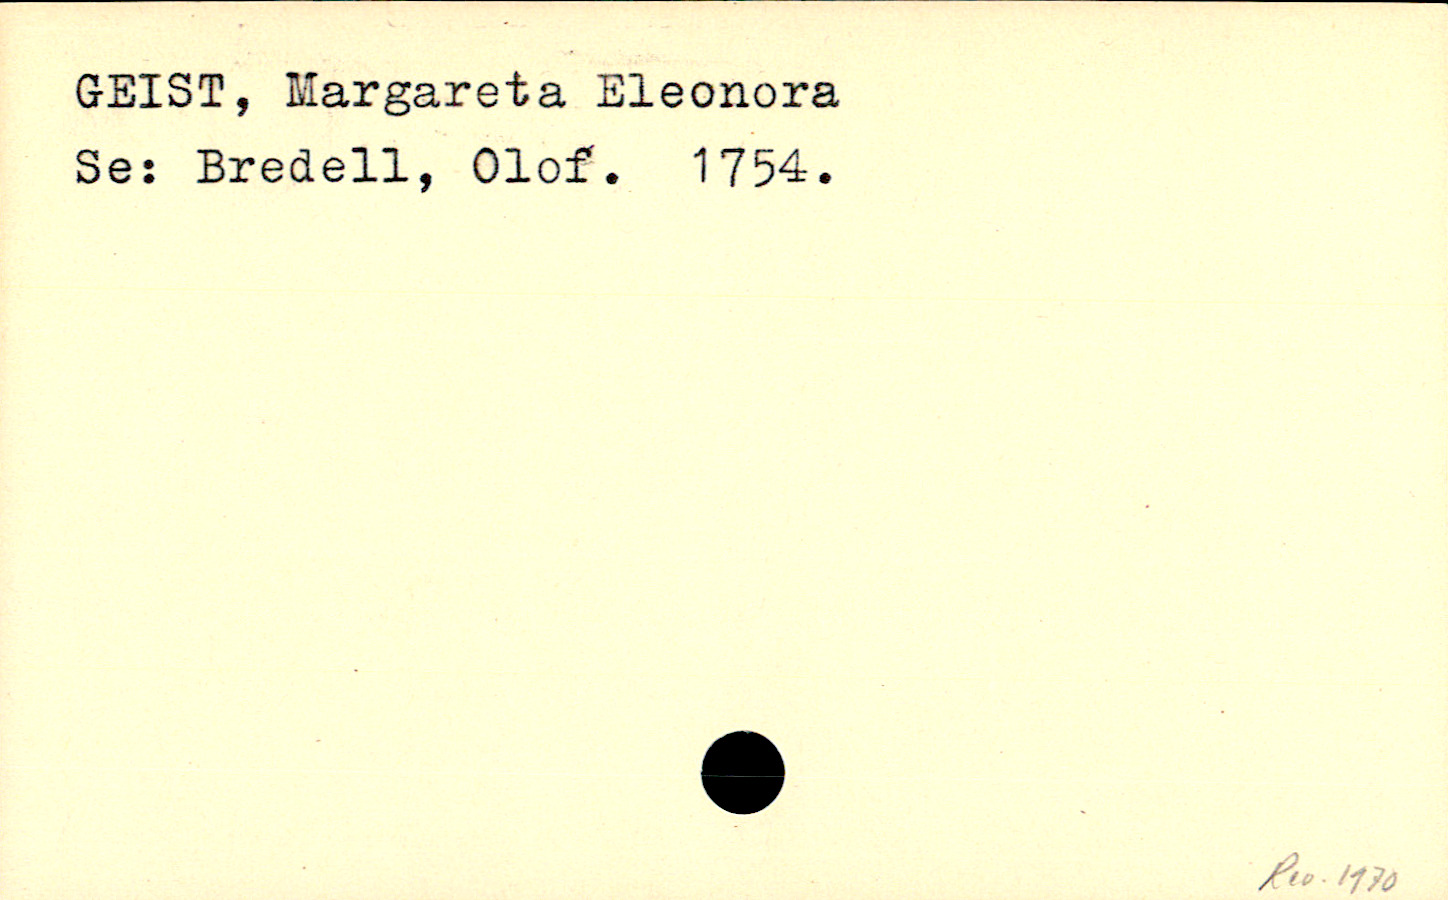 GEIST, Margareta Eleonora
Se: Bredell, Olof. 1754.
Rev. 1970